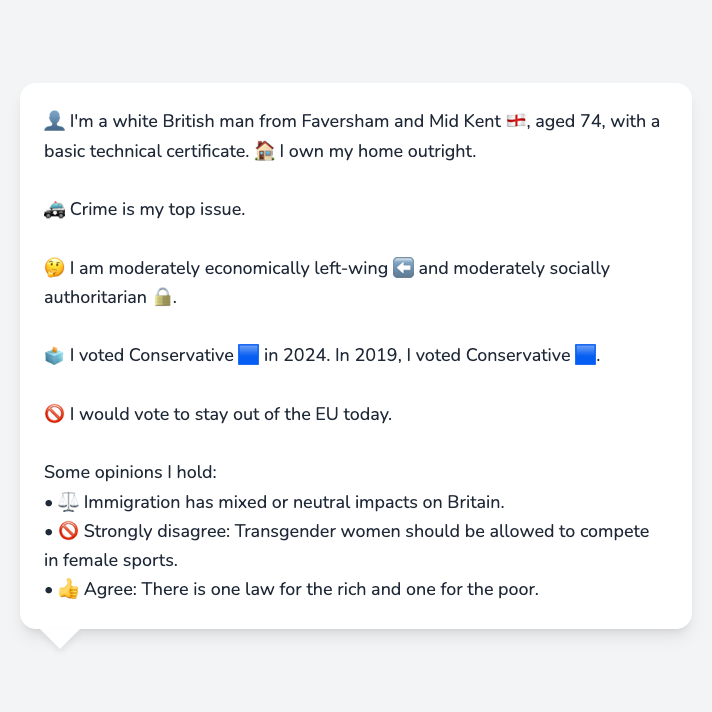 👤 I'm a white British man from Faversham and Mid Kent 🏴󠁧󠁢󠁥󠁮󠁧󠁿, aged 74, with a
basic technical certificate. 🏠 I own my home outright.
🚓 Crime is my top issue.
🤔 I am moderately economically left-wing ⬅️ and moderately socially
authoritarian 🔒.
🗳️ I voted Conservative 🟦 in 2024. In 2019, I voted Conservative 🟦.
🚫 I would vote to stay out of the EU today.
Some opinions I hold:
• ⚖️ Immigration has mixed or neutral impacts on Britain.
• 🚫 Strongly disagree: Transgender women should be allowed to compete
in female sports.
• 👍 Agree: There is one law for the rich and one for the poor.